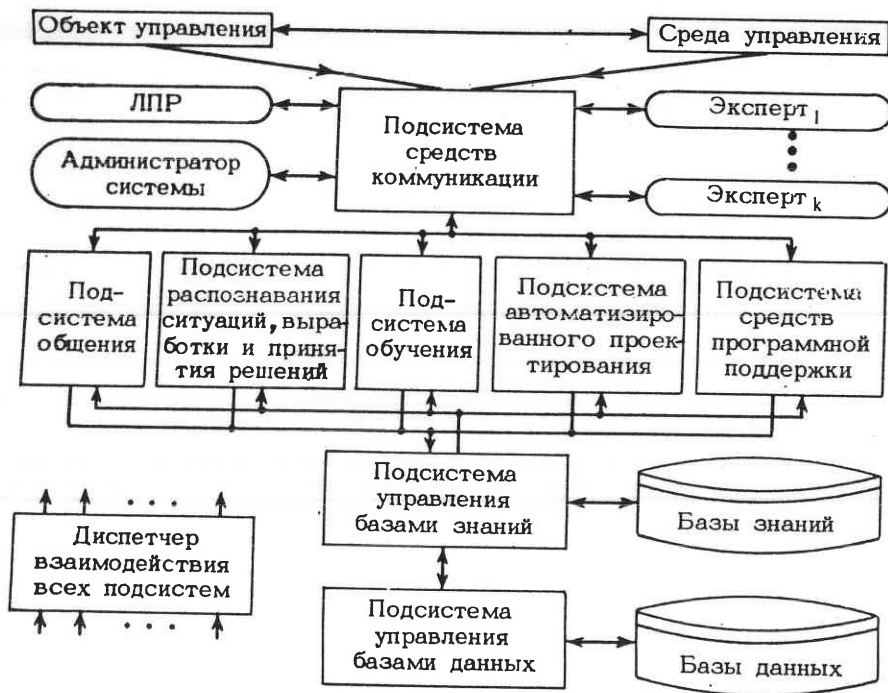 Объект управления
Среда управления
ЛПР
Администратор
системы
Подсистема
средств
коммуникации
Эксперт 1
Эксперт k
Под-
система
общения
Подсистема
распознавания
ситуаций, выра-
ботки и приня-
тия решений
Под-
система
обучения
Подсистема
автоматизиро-
ванного проек-
тирования
Подсистема
средств
программной
поддержки
Подсистема
управления
базами знаний
Базы знаний
. . .
Диспетчер
взаимодействия
всех подсистем
. . .
Подсистема
управления
базами данных
Базы данных